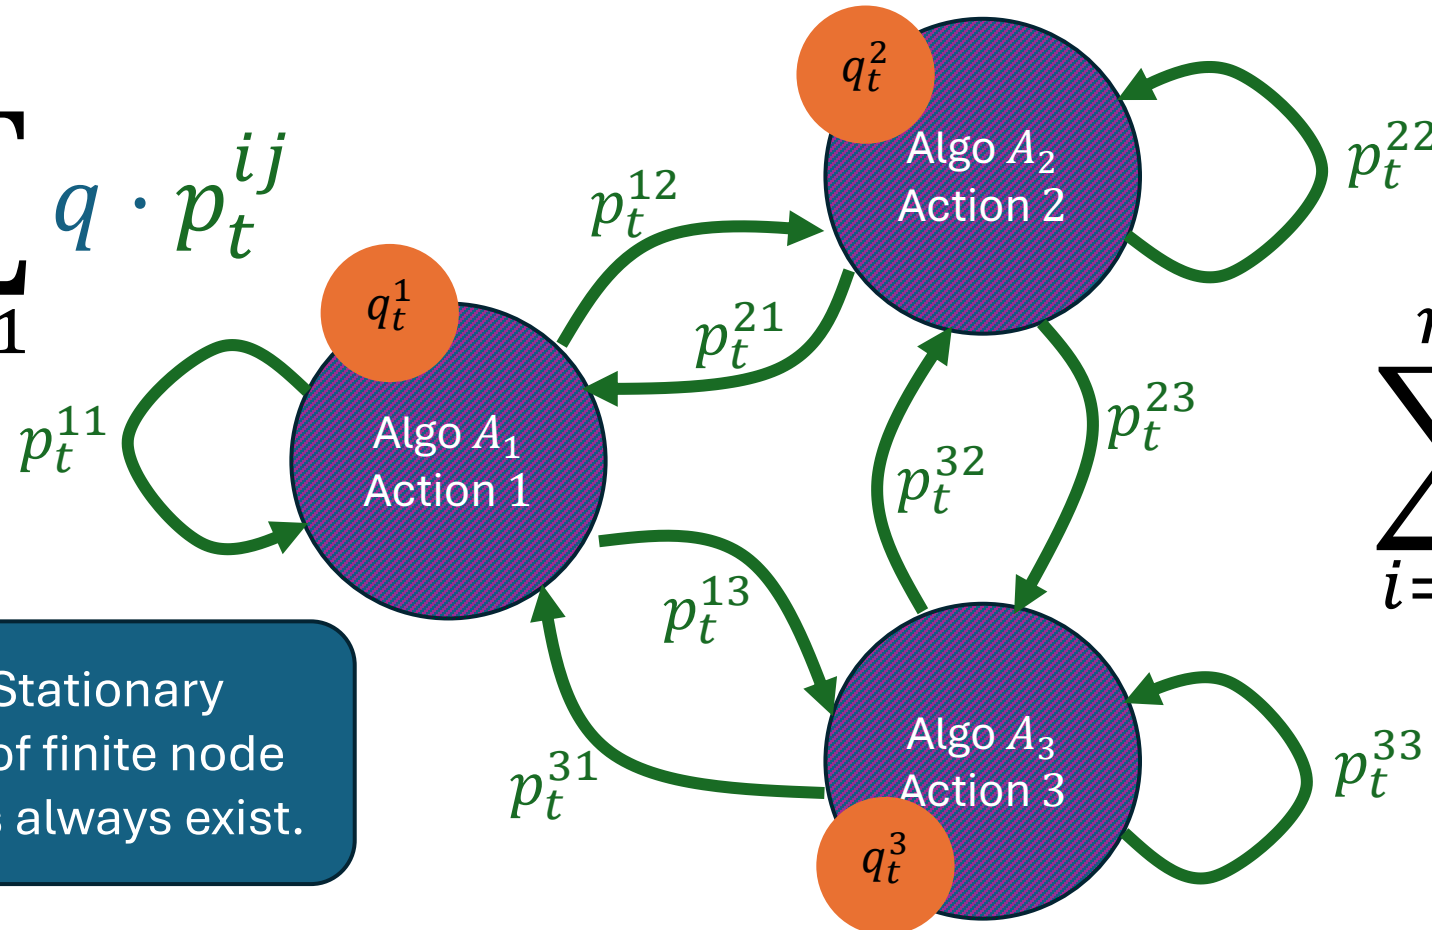 q · p_t^{ij}
1
q_t^1
q_t^2
q_t^3
Algo A_1
Action 1
Algo A_2
Action 2
Algo A_3
Action 3
p_t^{11}
p_t^{12}
p_t^{21}
p_t^{22}
p_t^{13}
p_t^{31}
p_t^{32}
p_t^{23}
p_t^{33}
∑
i=
Stationary
of finite node
always exist.